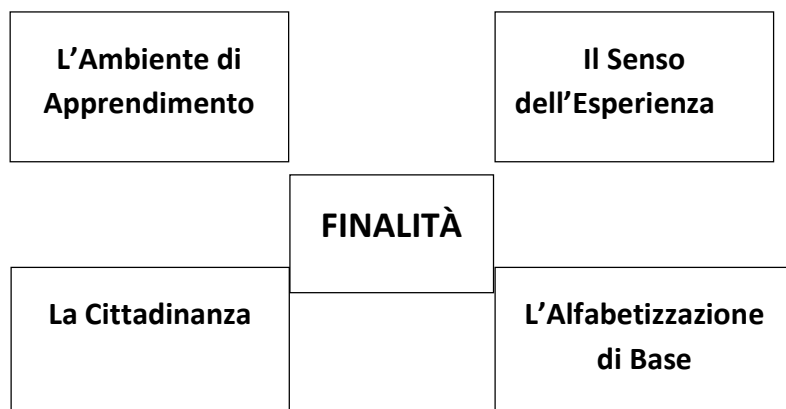 L’Ambiente di
Apprendimento
Il Senso
dell’Esperienza
FINALITÀ
La Cittadinanza
L’Alfabetizzazione
di Base